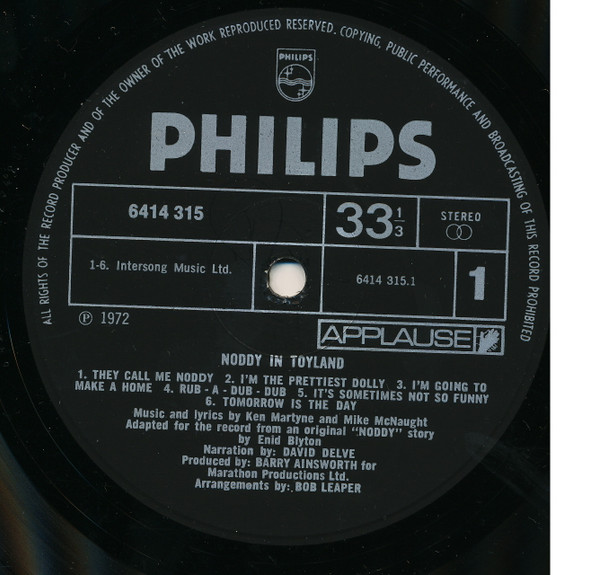 ALL RIGHTS OF THE RECORD PRODUCER AND OF THE OWNER OF THE WORK REPRODUCED RESERVED. COPYING, PUBLIC PERFORMANCE AND BROADCASTING OF THIS RECORD PROHIBITED
PHILIPS
PHILIPS
6414 315
33 1/3
STEREO
1-6. Intersong Music Ltd.
6414 315.1
1
℗ 1972
APPLAUSE
NODDY IN TOYLAND
1. THEY CALL ME NODDY 2. I'M THE PRETTIEST DOLLY 3. I'M GOING TO
MAKE A HOME 4. RUB - A - DUB - DUB 5. IT'S SOMETIMES NOT SO FUNNY
6. TOMORROW IS THE DAY
Music and lyrics by Ken Martyne and Mike McNaught
Adapted for the record from an original "NODDY" story
by Enid Blyton
Narration by: DAVID DELVE
Produced by: BARRY AINSWORTH for
Marathon Productions Ltd.
Arrangements by: BOB LEAPER